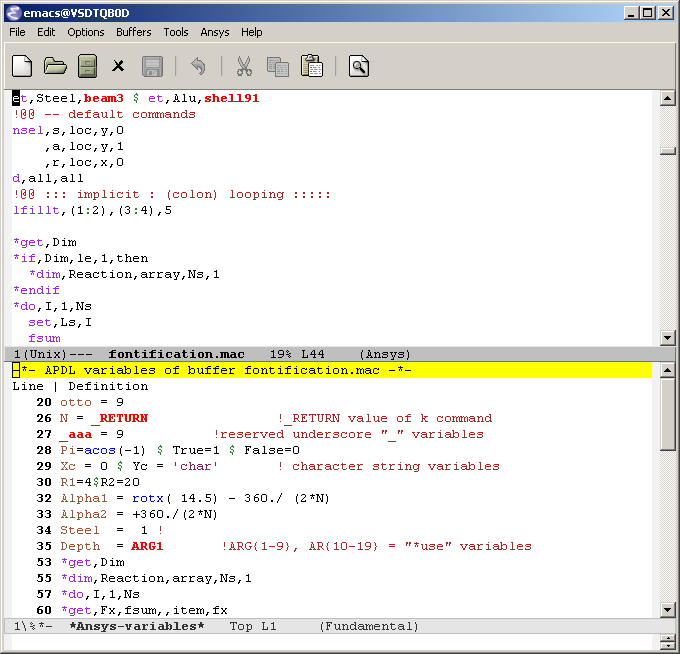 emacs@VSDTQB0D
File Edit Options Buffers Tools Ansys Help
et,Steel,beam3 $ et,Alu,shell91
!@@ -- default commands
nsel,s,loc,y,0
    ,a,loc,y,1
    ,r,loc,x,0
d,all,all
!@@ ::: implicit : (colon) looping :::::
lfillt,(1:2),(3:4),5
*get,Dim
*if,Dim,le,1,then
  *dim,Reaction,array,Ns,1
*endif
*do,I,1,Ns
  set,Ls,I
  fsum
1(Unix)---  fontification.mac   19% L44    (Ansys)
-*- APDL variables of buffer fontification.mac -*-
Line | Definition
   20 otto = 9
   26 N = _RETURN                 !_RETURN value of k command
   27 _aaa = 9            !reserved underscore "_" variables
   28 Pi=acos(-1) $ True=1 $ False=0
   29 Xc = 0 $ Yc = 'char'        ! character string variables
   30 R1=4$R2=20
   32 Alpha1 = rotx( 14.5) - 360./ (2*N)
   33 Alpha2 = +360./(2*N)
   34 Steel  =  1 !
   35 Depth  = ARG1       !ARG{1-9}, AR{10-19} = "*use" variables
   53 *get,Dim
   55 *dim,Reaction,array,Ns,1
   57 *do,I,1,Ns
   60 *get,Fx,fsum,,item,fx
1\%*-  *Ansys-variables*   Top L1     (Fundamental)